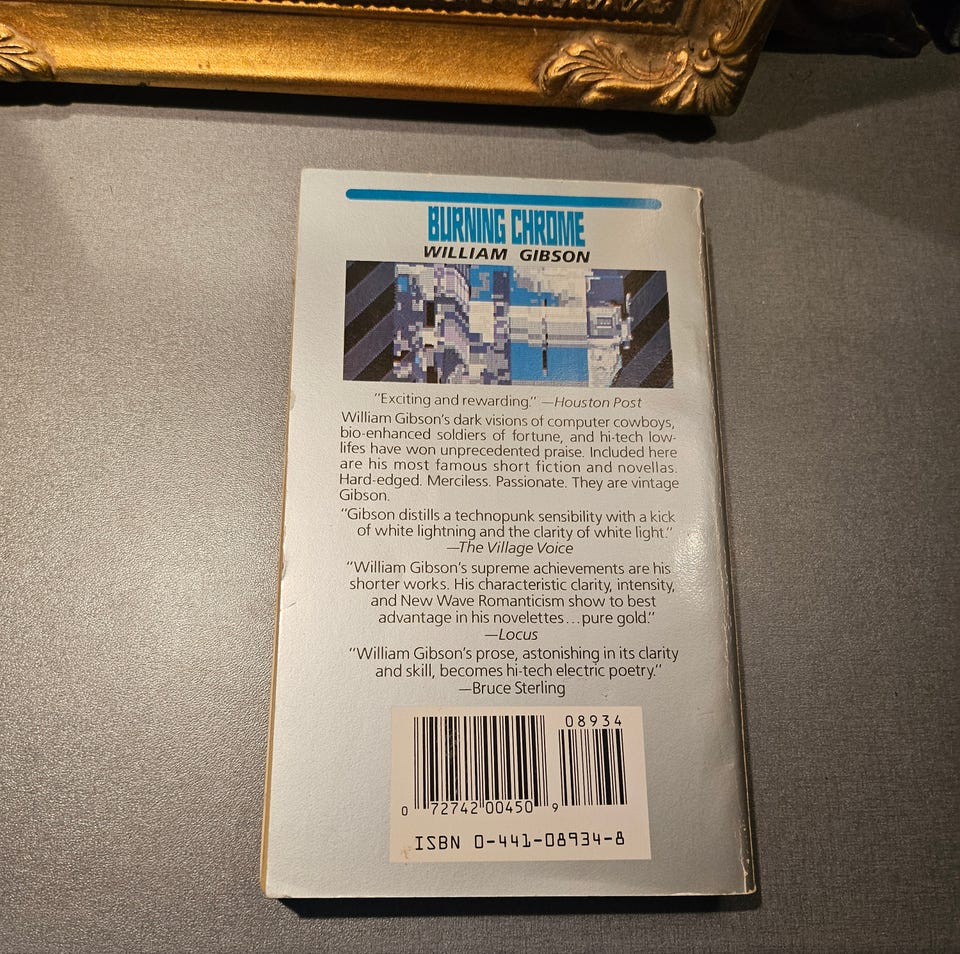 BURNING CHROME
WILLIAM GIBSON
"Exciting and rewarding." —Houston Post
William Gibson's dark visions of computer cowboys,
bio-enhanced soldiers of fortune, and hi-tech low-
lifes have won unprecedented praise. Included here
are his most famous short fiction and novellas.
Hard-edged. Merciless. Passionate. They are vintage
Gibson.
"Gibson distills a technopunk sensibility with a kick
of white lightning and the clarity of white light."
—The Village Voice
"William Gibson's supreme achievements are his
shorter works. His characteristic clarity, intensity,
and New Wave Romanticism show to best
advantage in his novelettes...pure gold."
—Locus
"William Gibson's prose, astonishing in its clarity
and skill, becomes hi-tech electric poetry."
—Bruce Sterling
08934
0 72742 00450 9
ISBN 0-441-08934-8